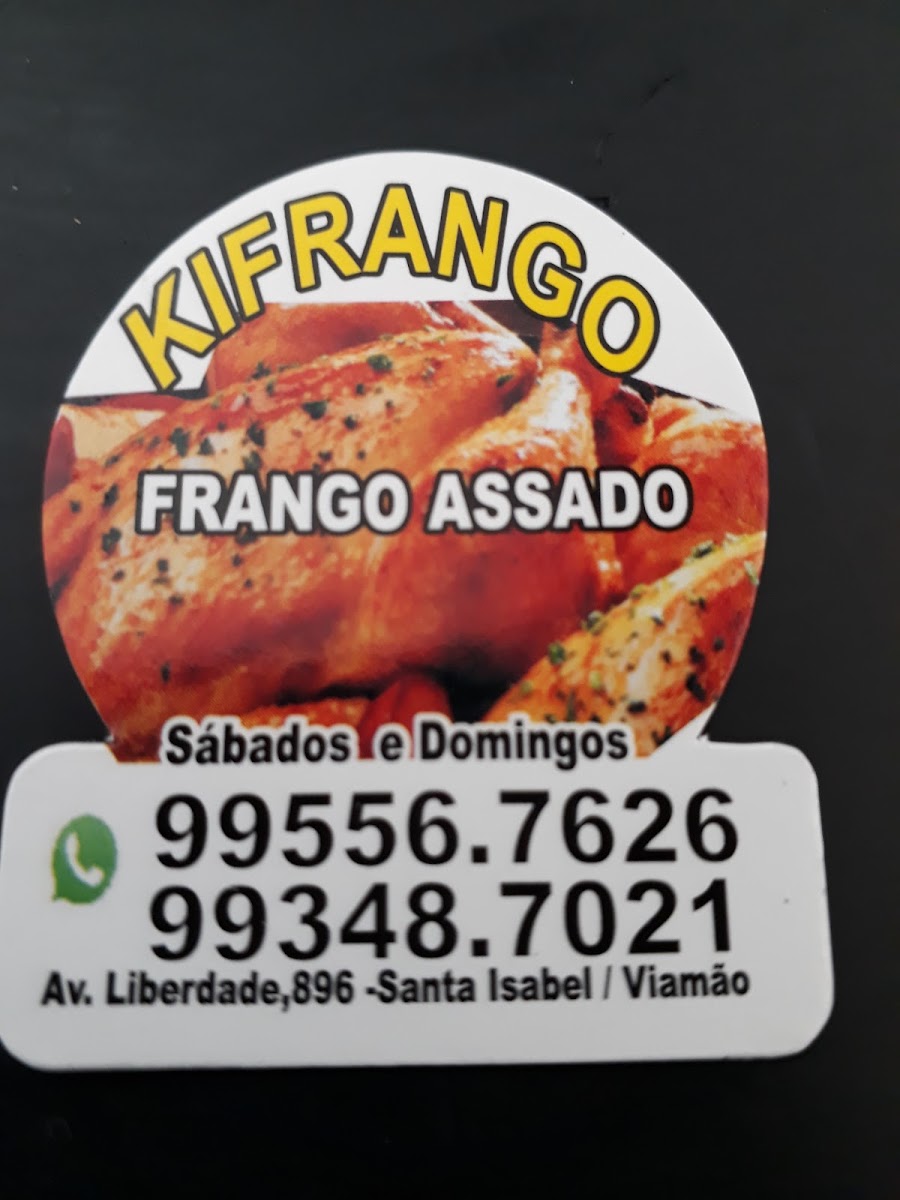 KIFRANGO
FRANGO ASSADO
Sábados e Domingos
99556.7626
99348.7021
Av. Liberdade,896 -Santa Isabel / Viamão